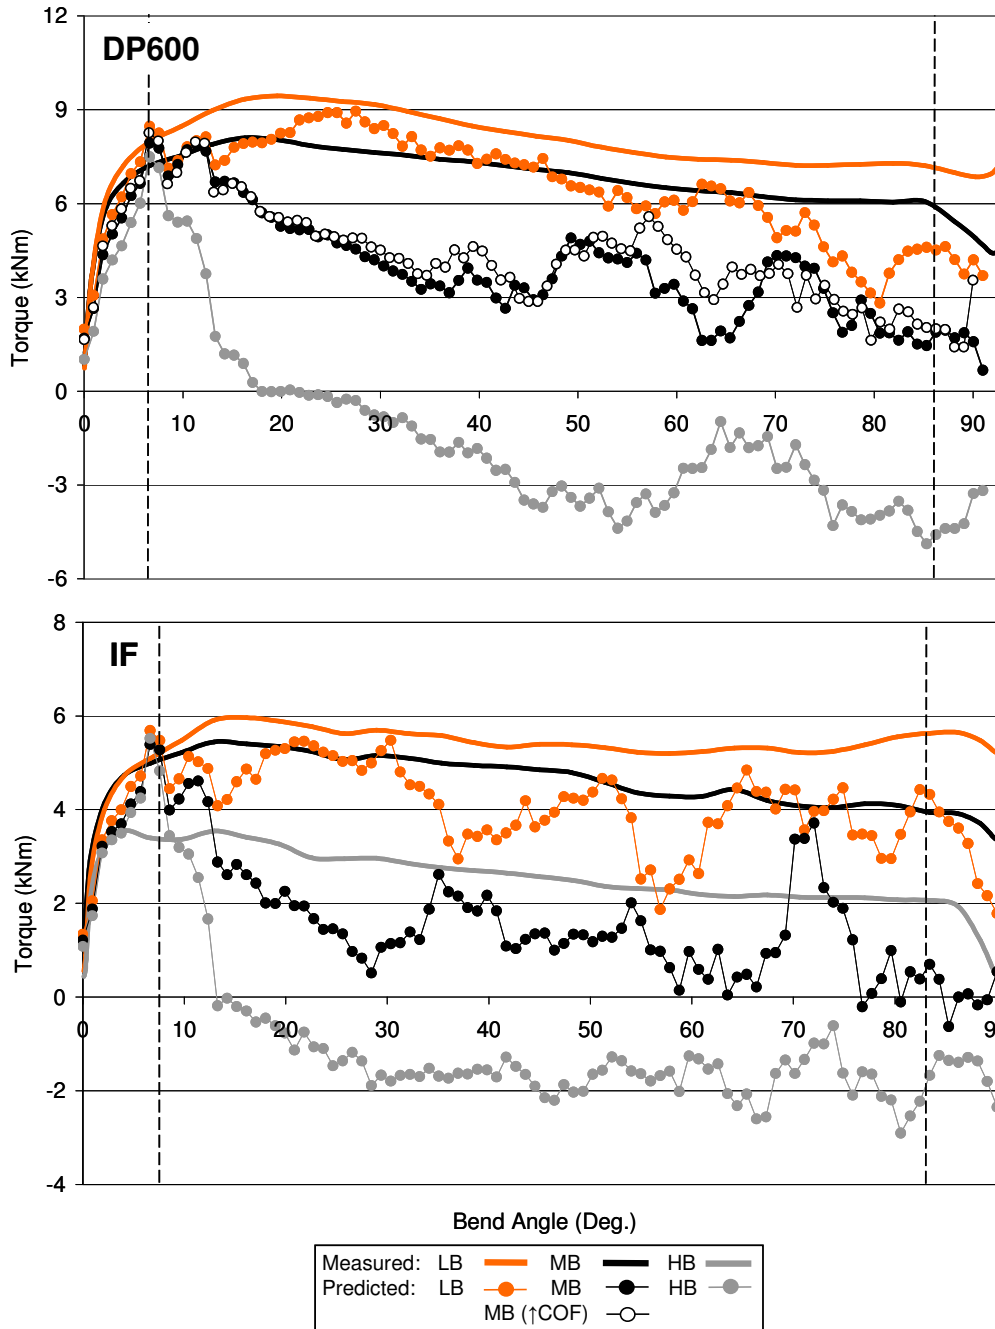 DP600
Torque (kNm)
12
9
6
3
0
-3
-6
0 10 20 30 40 50 60 70 80 90
IF
Torque (kNm)
8
6
4
2
0
-2
-4
0 10 20 30 40 50 60 70 80 90
Bend Angle (Deg.)
Measured: LB MB HB
Predicted: LB MB HB
MB (↑COF)